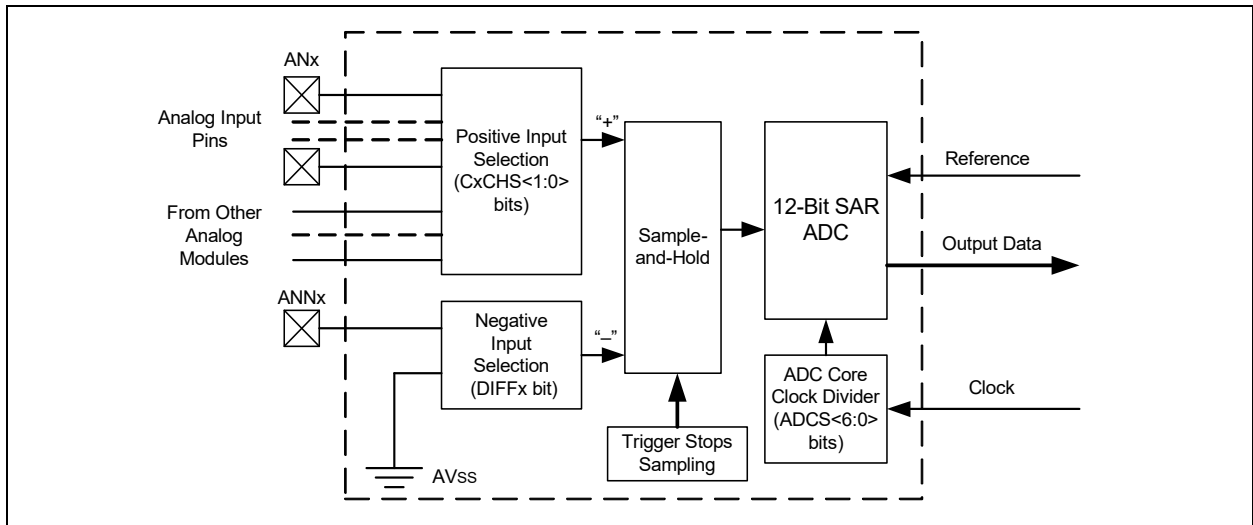 ANx
Analog Input
Pins
From Other
Analog
Modules
ANNx
Positive Input
Selection
(CxCHS<1:0>
bits)
“+”
Negative
Input
Selection
(DIFFx bit)
“–”
AVSS
Sample-
and-Hold
Trigger Stops
Sampling
12-Bit SAR
ADC
ADC Core
Clock Divider
(ADCS<6:0>
bits)
Reference
Output Data
Clock